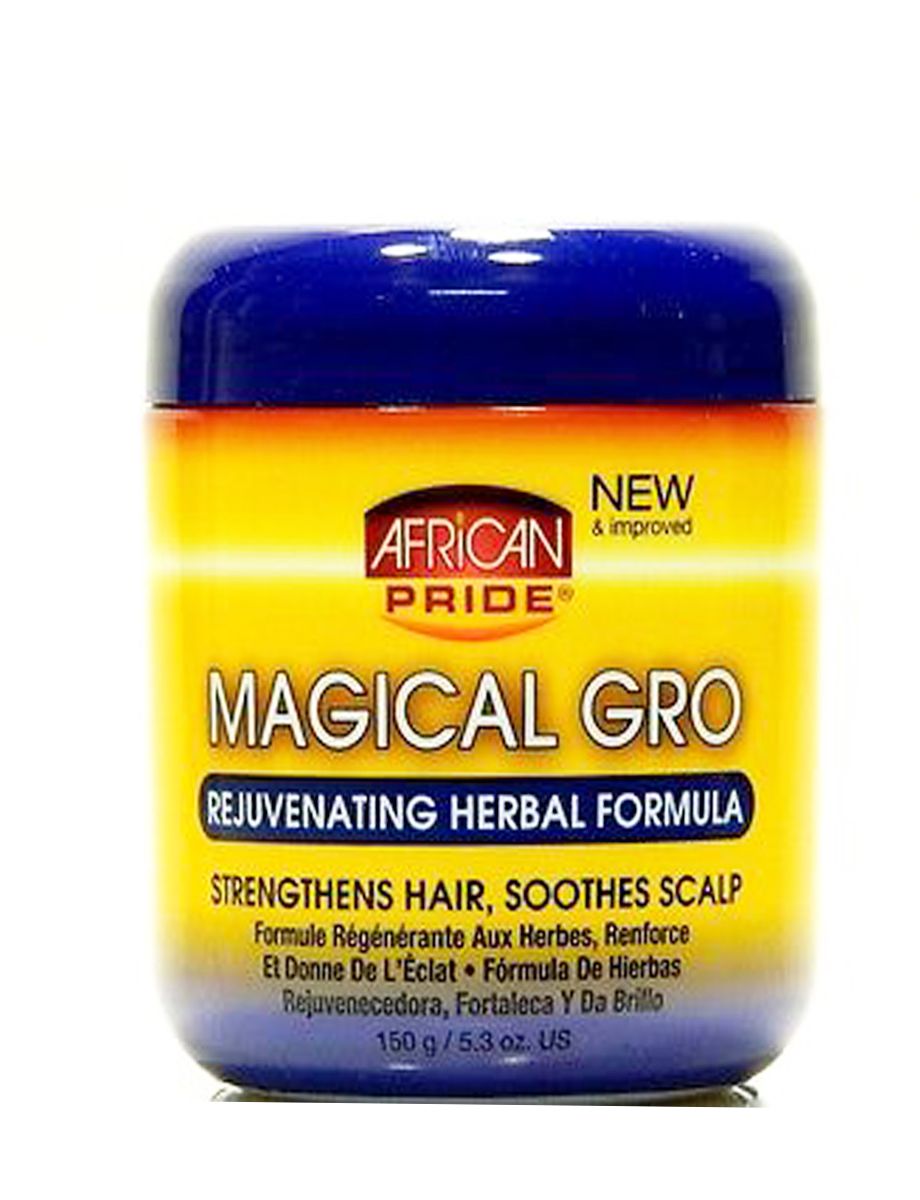 NEW
& improved
AFRICAN
PRIDE®
MAGICAL GRO
REJUVENATING HERBAL FORMULA
STRENGTHENS HAIR, SOOTHES SCALP
Formule Régénérante Aux Herbes, Renforce
Et Donne De L'Éclat • Fórmula De Hierbas
Rejuvenecedora, Fortaleca Y Da Brillo
150 g / 5.3 oz. US